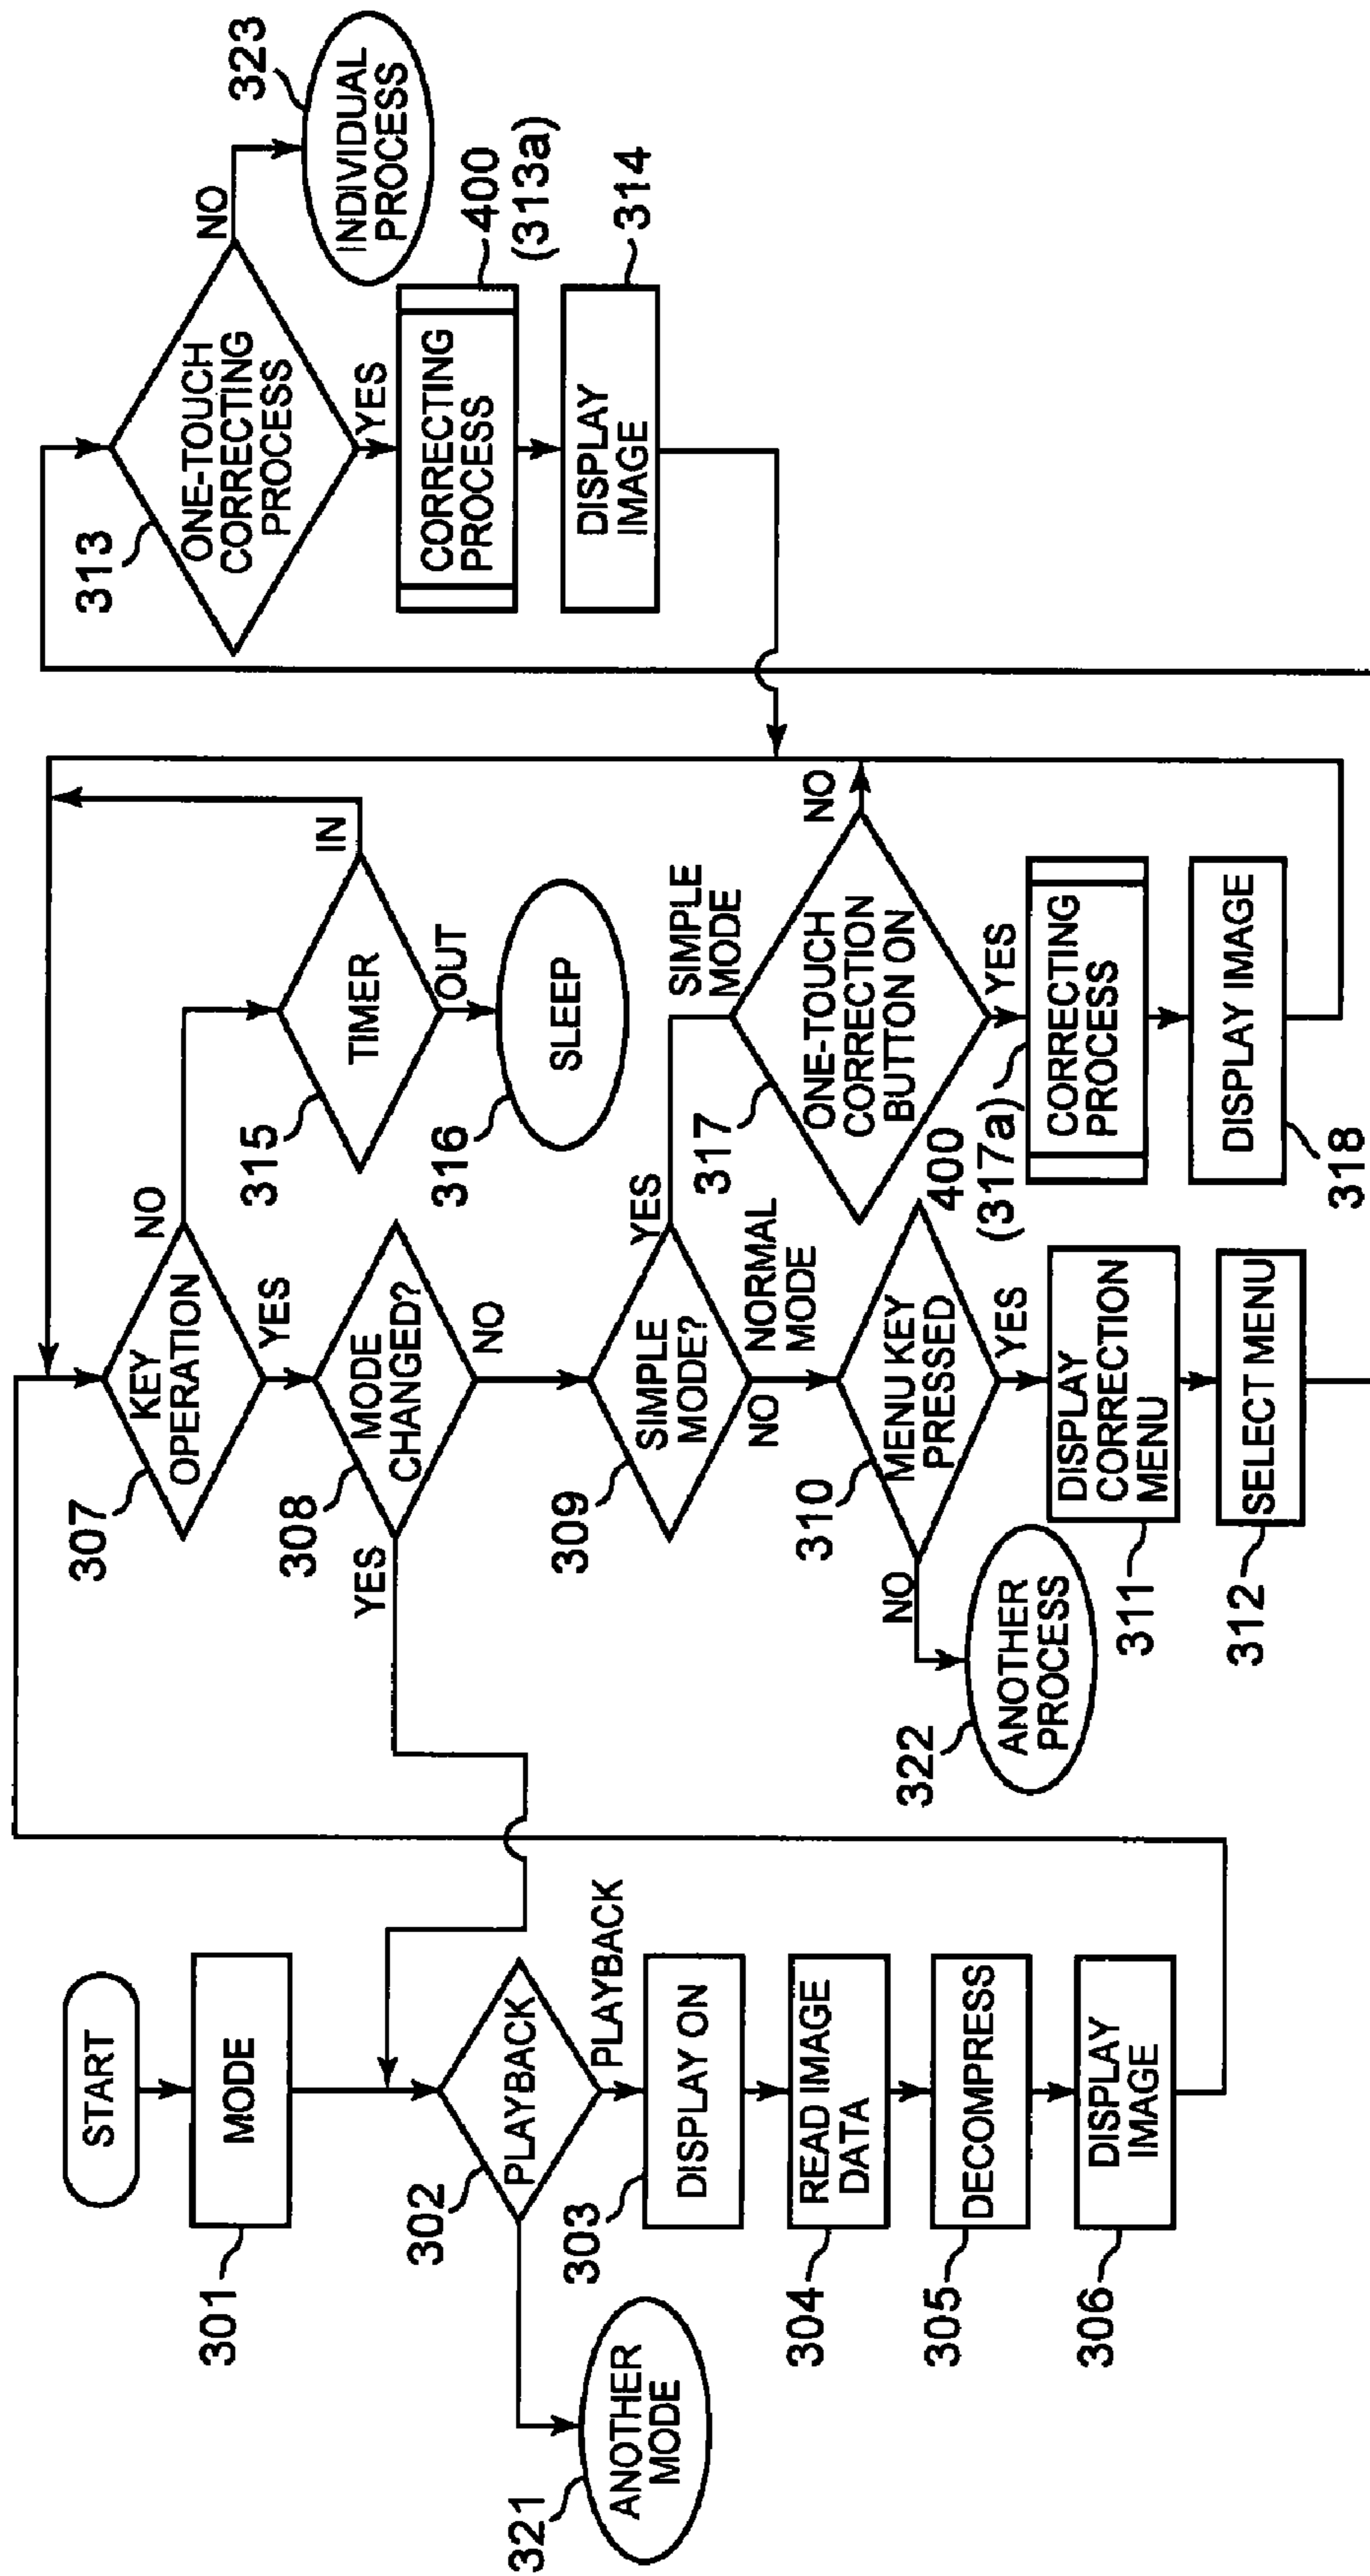 START
MODE
301
PLAYBACK
302
PLAYBACK
ANOTHER
MODE
321
DISPLAY ON
303
READ IMAGE
DATA
304
DECOMPRESS
305
DISPLAY
IMAGE
306
KEY
OPERATION
307
NO
YES
MODE
CHANGED?
308
YES
NO
SIMPLE
MODE?
309
YES
NO
NORMAL
MODE
MENU KEY
PRESSED
310
NO
YES
ANOTHER
PROCESS
322
DISPLAY
CORRECTION
MENU
311
SELECT MENU
312
TIMER
315
IN
OUT
SLEEP
316
SIMPLE
MODE
ONE-TOUCH
CORRECTION
BUTTON ON
317
NO
YES
400
(317a)
CORRECTING
PROCESS
DISPLAY IMAGE
318
ONE-TOUCH
CORRECTING
PROCESS
313
NO
YES
INDIVIDUAL
PROCESS
323
CORRECTING
PROCESS
400
(313a)
DISPLAY
IMAGE
314